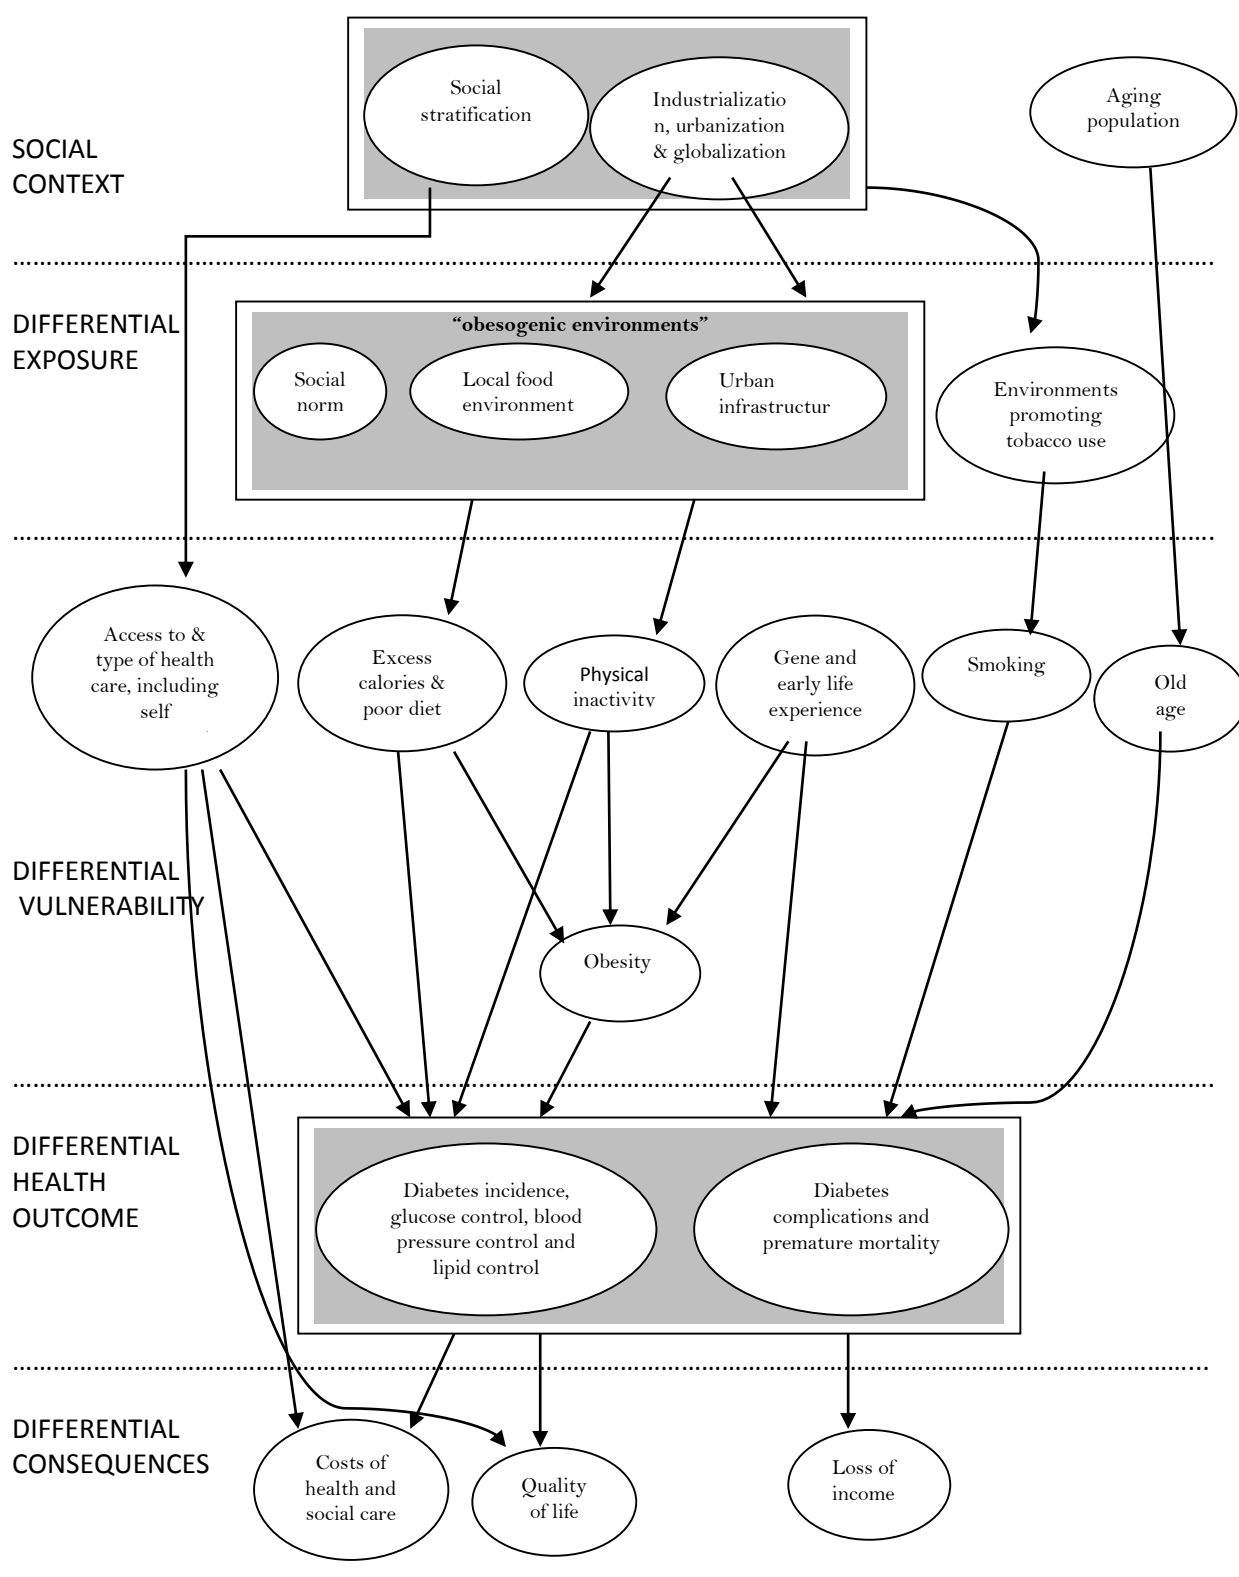 Social
stratification
Industrializatio
n, urbanization
& globalization
Aging
population
SOCIAL
CONTEXT
DIFFERENTIAL
EXPOSURE
“obesogenic environments”
Social
norm
Local food
environment
Urban
infrastructur
Environments
promoting
tobacco use
Access to &
type of health
care, including
self
Excess
calories &
poor diet
Physical
inactivity
Gene and
early life
experience
Smoking
Old
age
DIFFERENTIAL
VULNERABILITY
Obesity
DIFFERENTIAL
HEALTH
OUTCOME
Diabetes incidence,
glucose control, blood
pressure control and
lipid control
Diabetes
complications and
premature mortality
DIFFERENTIAL
CONSEQUENCES
Costs of
health and
social care
Quality
of life
Loss of
income